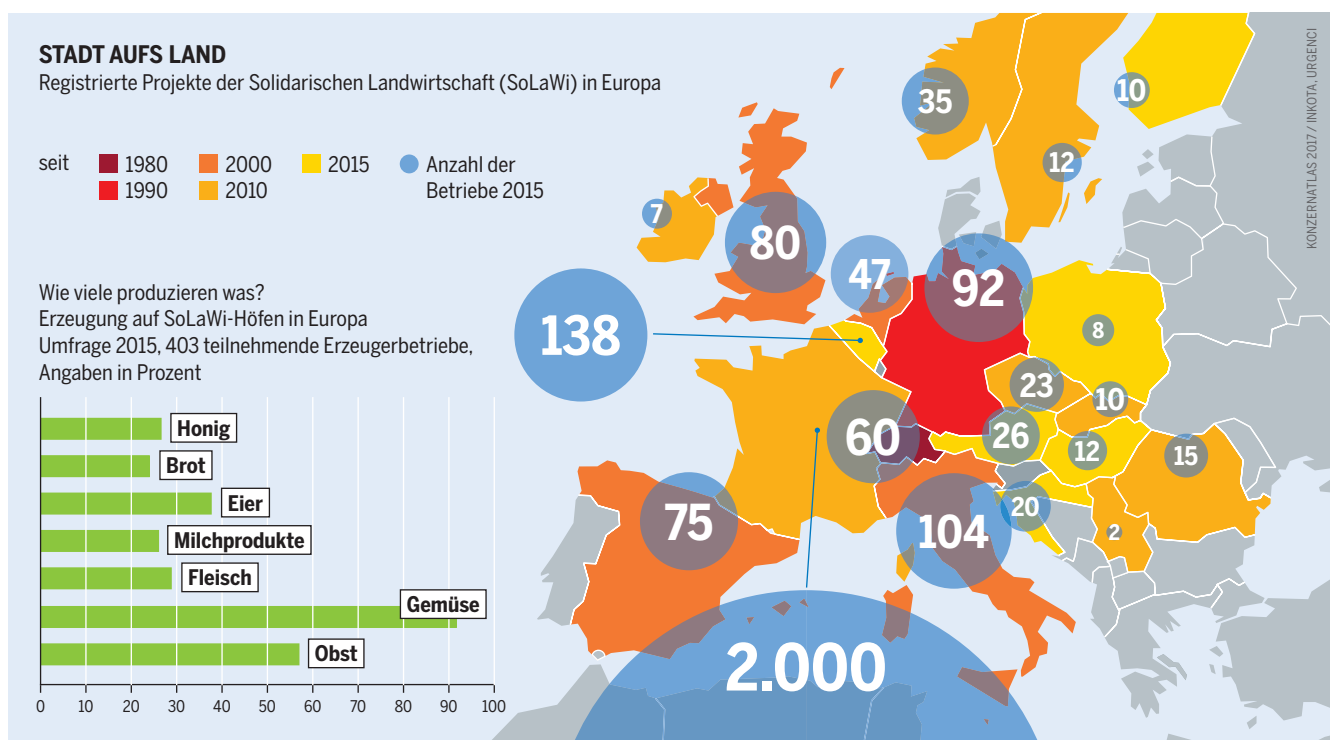 STADT AUFS LAND
Registrierte Projekte der Solidarischen Landwirtschaft (SoLaWi) in Europa
seit
1980
2000
2015
Anzahl der
Betriebe 2015
1990
2010
Wie viele produzieren was?
Erzeugung auf SoLaWi-Höfen in Europa
Umfrage 2015, 403 teilnehmende Erzeugerbetriebe,
Angaben in Prozent
Honig
Brot
Eier
Milchprodukte
Fleisch
Gemüse
Obst
0 10 20 30 40 50 60 70 80 90 100
35
10
12
7
80
47
92
138
8
23
10
60
26
12
15
75
104
20
2
2.000
KONZERNATLAS 2017 / INKOTA, URGENCI